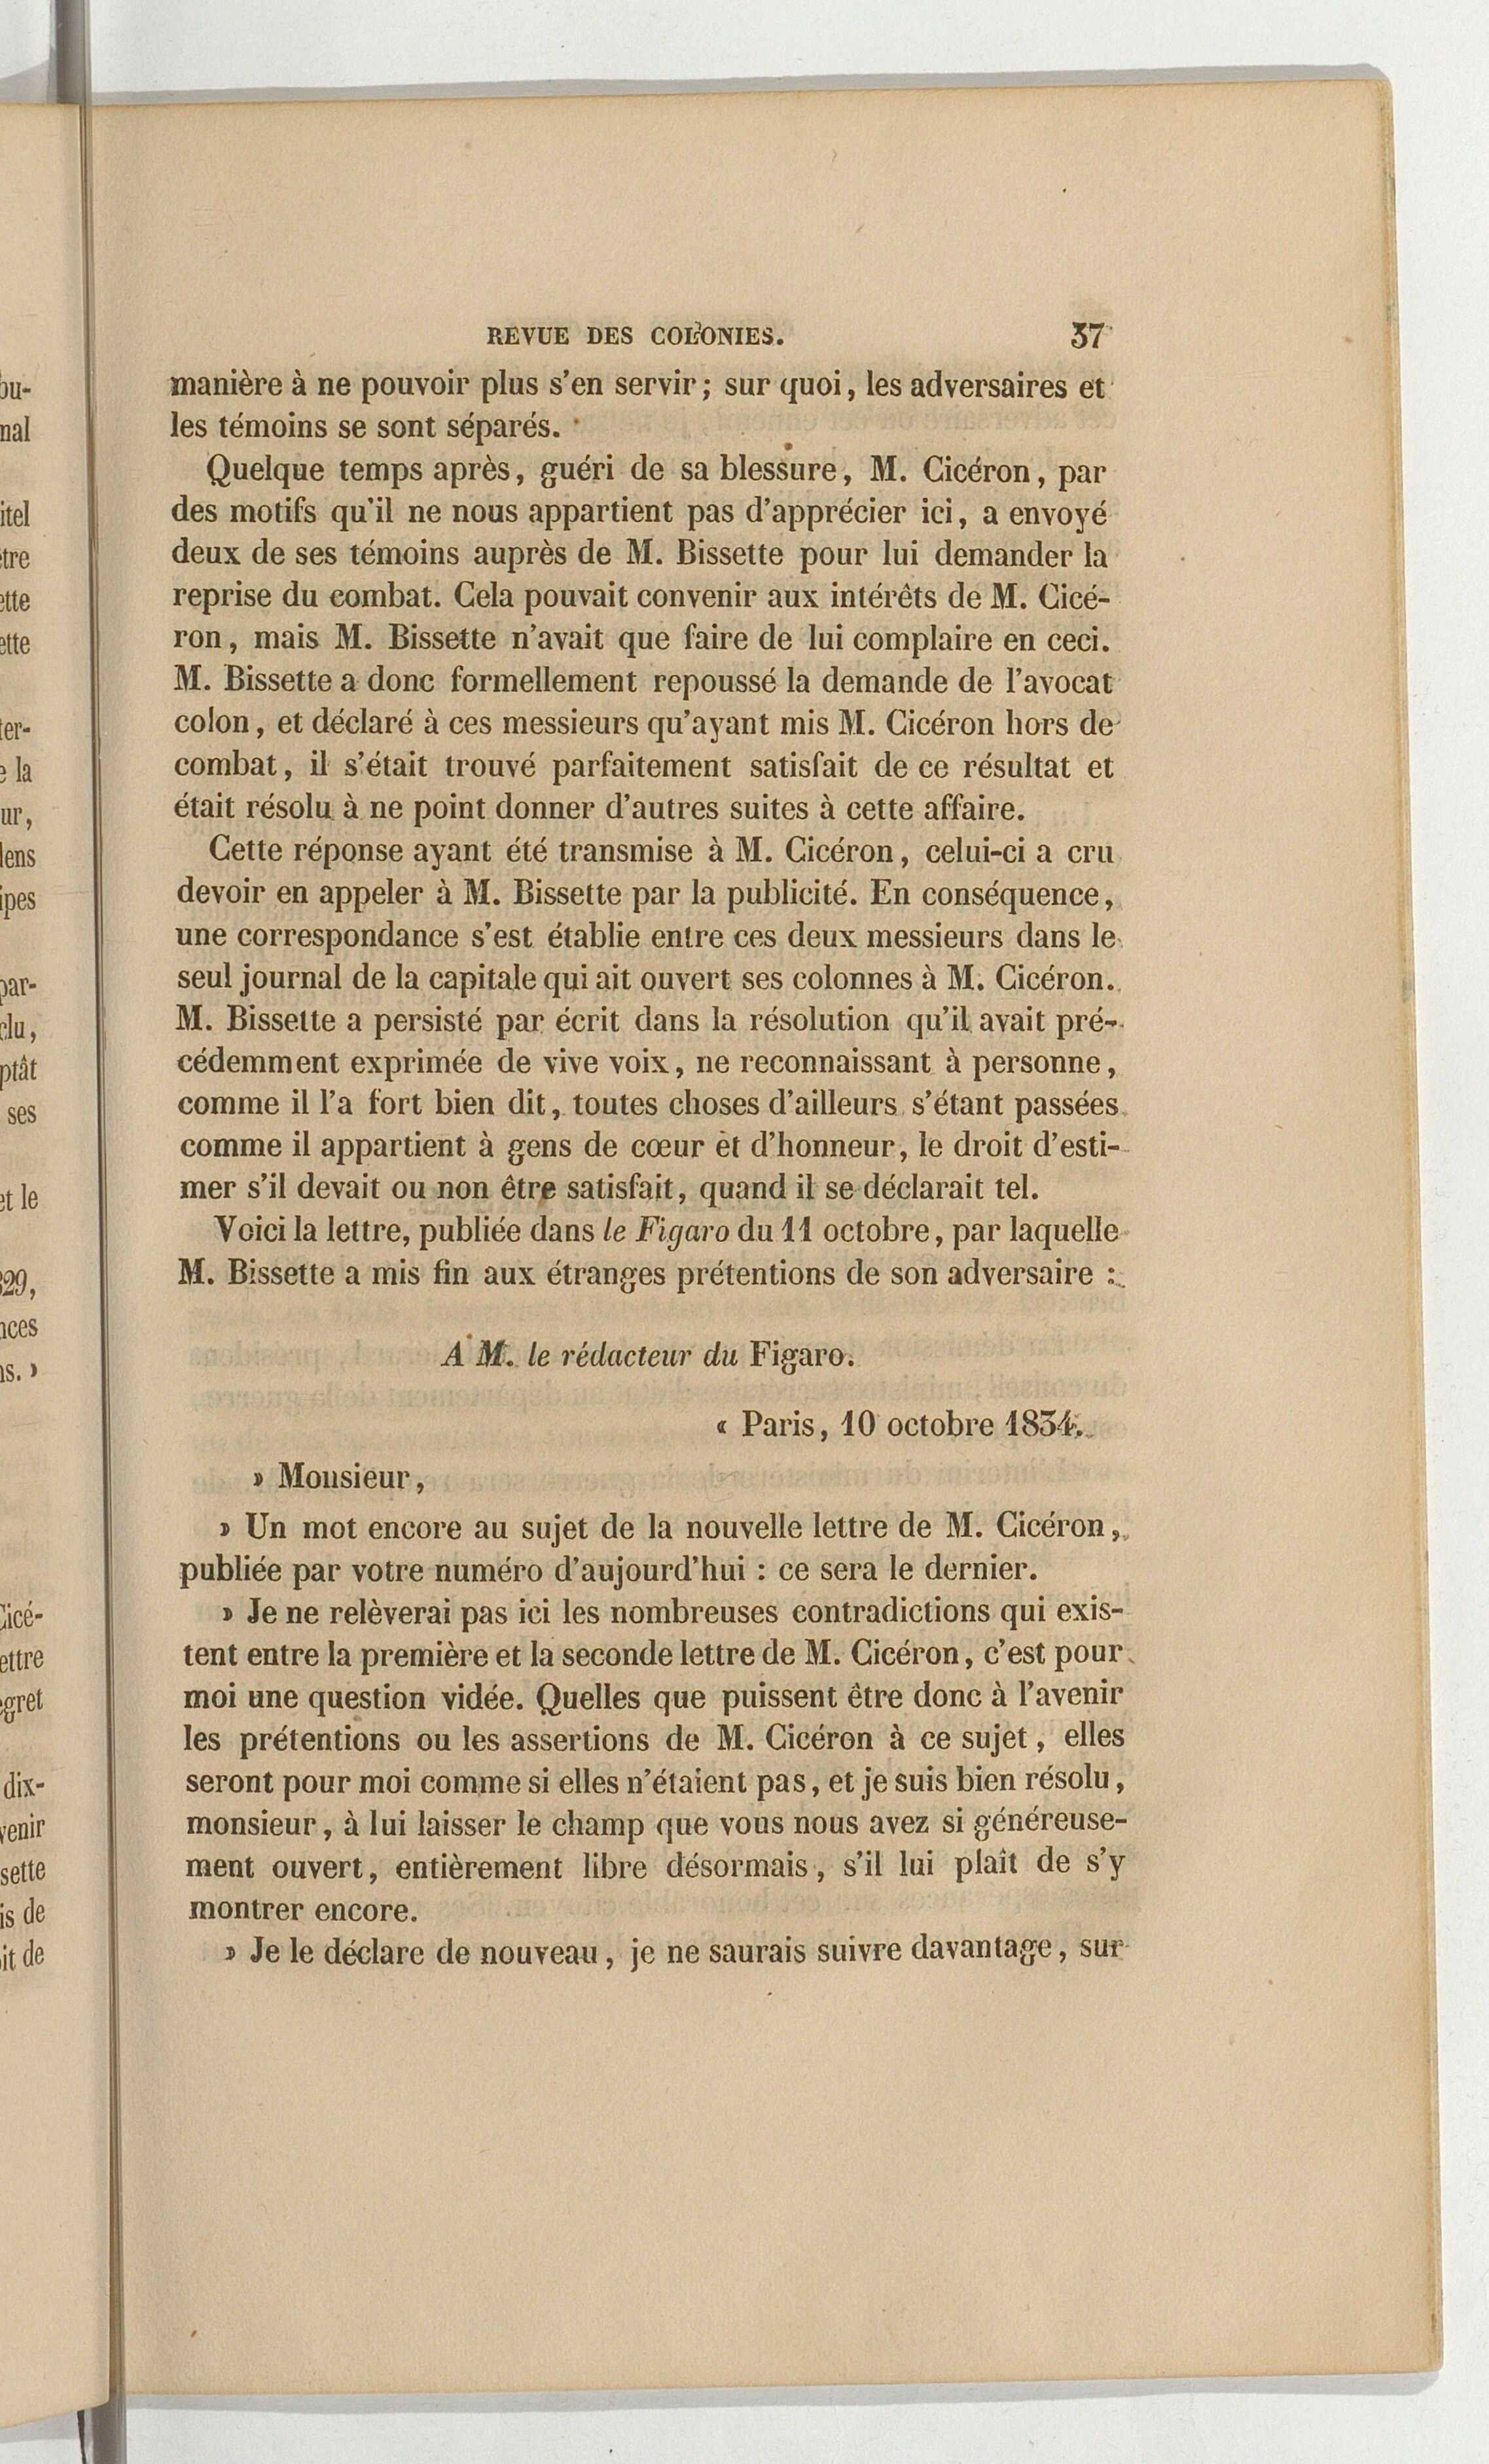 REVUE DES COLONIES. 37
manière à ne pouvoir plus s'en servir ; sur quoi, les adversaires et
les témoins se sont séparés.
Quelque temps après, guéri de sa blessure, M. Cicéron, par
des motifs qu'il ne nous appartient pas d'apprécier ici, a envoyé
deux de ses témoins auprès de M. Bissette pour lui demander la
reprise du combat. Cela pouvait convenir aux intérêts de M. Cicé-
ron, mais M. Bissette n'avait que faire de lui complaire en ceci.
M. Bissette a donc formellement repoussé la demande de l'avocat
colon, et déclaré à ces messieurs qu'ayant mis M. Cicéron hors de
combat, il s'était trouvé parfaitement satisfait de ce résultat et
était résolu à ne point donner d'autres suites à cette affaire.
Cette réponse ayant été transmise à M. Cicéron, celui-ci a cru
devoir en appeler à M. Bissette par la publicité. En conséquence,
une correspondance s'est établie entre ces deux messieurs dans le
seul journal de la capitale qui ait ouvert ses colonnes à M. Cicéron.
M. Bissette a persisté par écrit dans la résolution qu'il avait pré-
cédemment exprimée de vive voix, ne reconnaissant à personne,
comme il l'a fort bien dit, toutes choses d'ailleurs s'étant passées
comme il appartient à gens de cœur et d'honneur, le droit d'esti-
mer s'il devait ou non être satisfait, quand il se déclarait tel.
Voici la lettre, publiée dans le Figaro du 11 octobre, par laquelle
M. Bissette a mis fin aux étranges prétentions de son adversaire :
A M. le rédacteur du Figaro.
« Paris, 10 octobre 1834.
» Monsieur,
» Un mot encore au sujet de la nouvelle lettre de M. Cicéron,
publiée par votre numéro d'aujourd'hui : ce sera le dernier.
» Je ne relèverai pas ici les nombreuses contradictions qui exis-
tent entre la première et la seconde lettre de M. Cicéron, c'est pour
moi une question vidée. Quelles que puissent être donc à l'avenir
les prétentions ou les assertions de M. Cicéron à ce sujet, elles
seront pour moi comme si elles n'étaient pas, et je suis bien résolu,
monsieur, à lui laisser le champ que vous nous avez si généreuse-
ment ouvert, entièrement libre désormais, s'il lui plaît de s'y
montrer encore.
» Je le déclare de nouveau, je ne saurais suivre davantage, sur